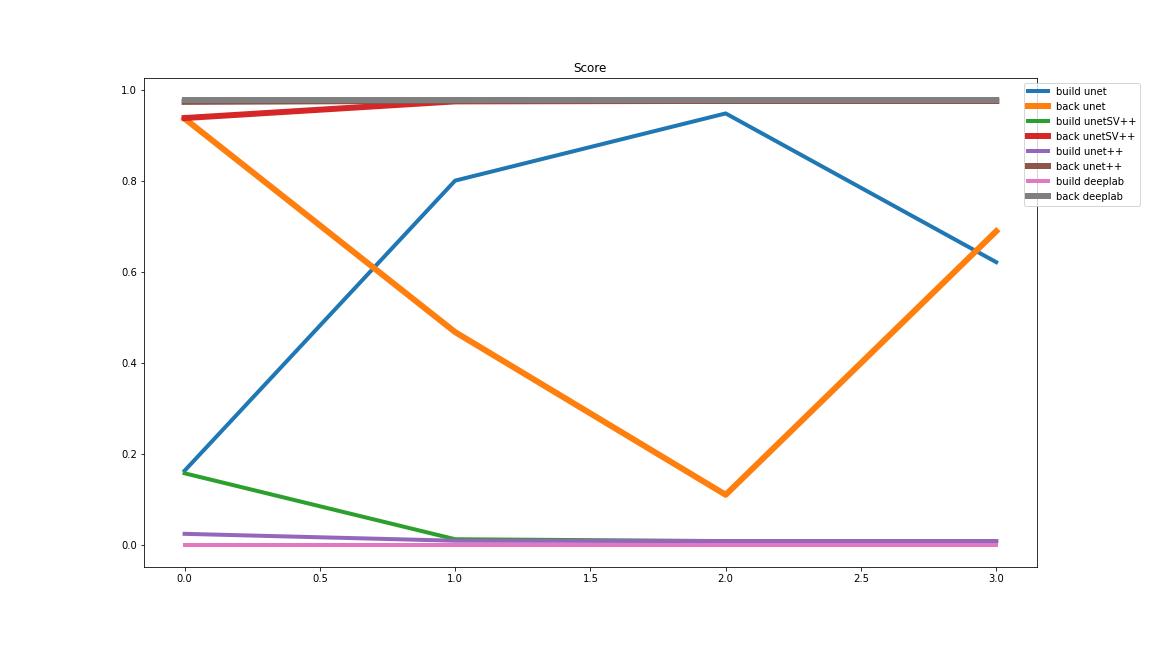 Score
1.0
0.8
0.6
0.4
0.2
0.0
0.0 0.5 1.0 1.5 2.0 2.5 3.0
build unet
back unet
build unetSV++
back unetSV++
build unet++
back unet++
build deeplab
back deeplab